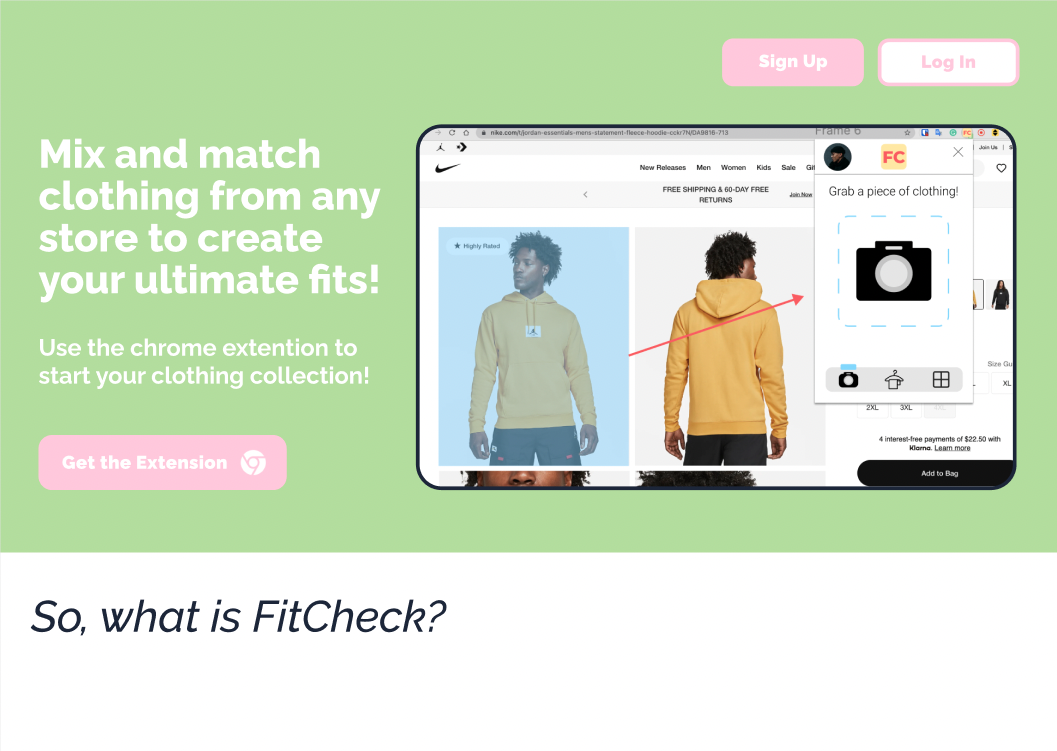 Sign Up
Log In
Mix and match
clothing from any
store to create
your ultimate fits!
Use the chrome extention to
start your clothing collection!
Get the Extension
nike.com/t/jordan-essentials-mens-statement-fleece-hoodie-cckr7N/DA9816-713
Frame 6
FC
Join Us
New Releases Men Women Kids Sale Gi
FC
FREE SHIPPING & 60-DAY FREE
RETURNS
Join Now
Grab a piece of clothing!
Highly Rated
Size Gu
XL
2XL 3XL 4XL
4 interest-free payments of $22.50 with
Klarna. Learn more
Add to Bag
So, what is FitCheck?